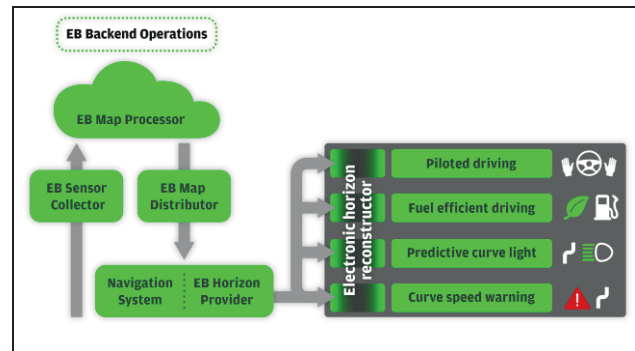 EB Backend Operations
EB Map Processor
EB Sensor
Collector
EB Map
Distributor
Navigation
System
EB Horizon
Provider
Electronic horizon
reconstructor
Piloted driving
Fuel efficient driving
Predictive curve light
Curve speed warning